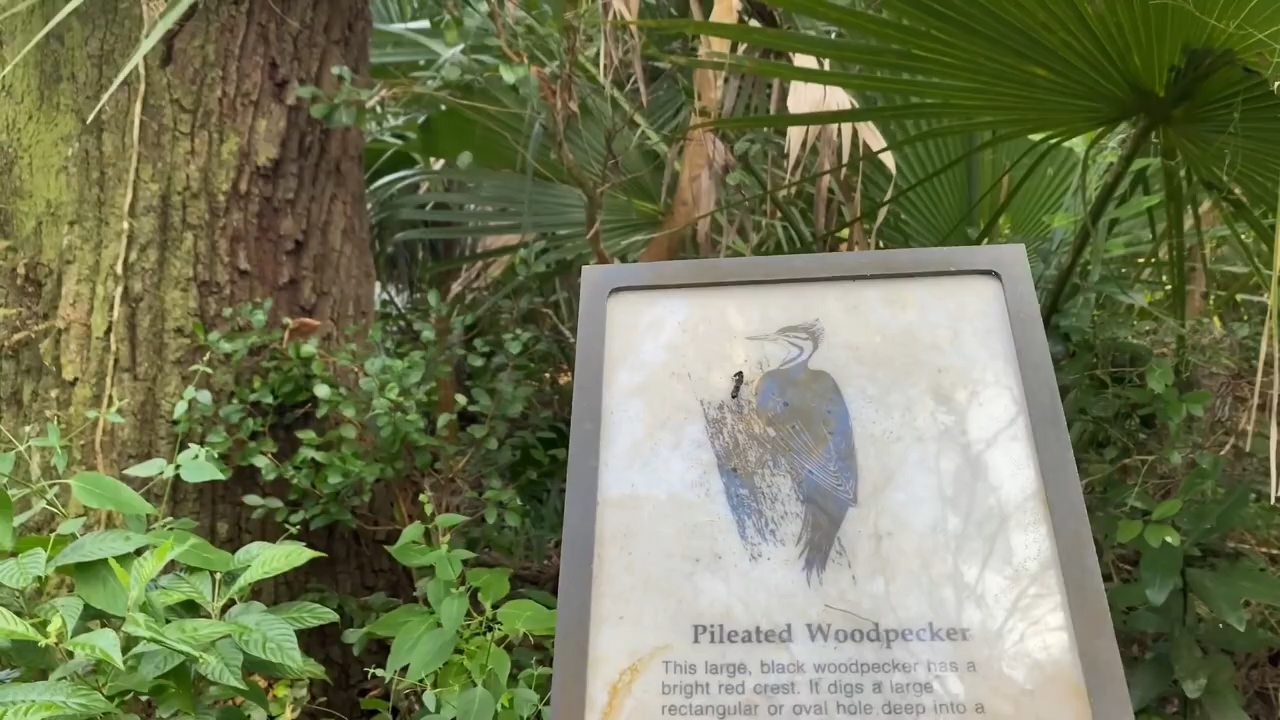 Pileated Woodpecker
This large, black woodpecker has a
bright red crest. It digs a large
rectangular or oval hole deep into a